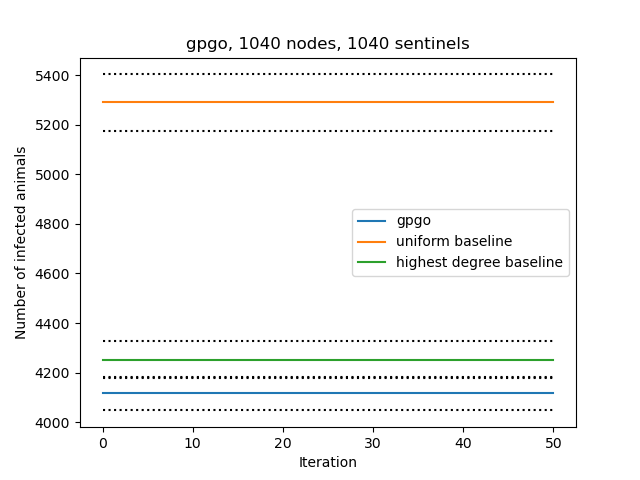 gpgo, 1040 nodes, 1040 sentinels
5400
5200
5000
4800
4600
4400
4200
4000
Number of infected animals
gpgo
uniform baseline
highest degree baseline
0 10 20 30 40 50
Iteration